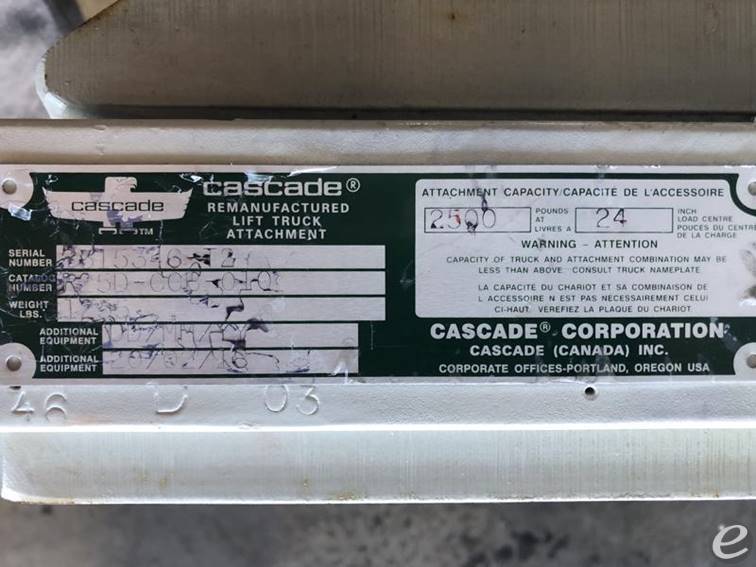 cascade
TM
cascade®
REMANUFACTURED
LIFT TRUCK
ATTACHMENT
SERIAL NUMBER
CATALOG NUMBER
WEIGHT LBS.
ADDITIONAL EQUIPMENT
ADDITIONAL EQUIPMENT
ATTACHMENT CAPACITY/CAPACITE DE L'ACCESSOIRE
2500 POUNDS AT LIVRES A 24 INCH LOAD CENTRE POUCES DU CENTRE DE LA CHARGE
WARNING - ATTENTION
CAPACITY OF TRUCK AND ATTACHMENT COMBINATION MAY BE
LESS THAN ABOVE. CONSULT TRUCK NAMEPLATE
LA CAPACITE DU CHARIOT ET SA COMBINAISON DE
L ACCESSOIRE N EST PAS NECESSAIREMENT CELUI
CI-HAUT. VEREFIEZ LA PLAQUE DU CHARIOT
CASCADE® CORPORATION
CASCADE (CANADA) INC.
CORPORATE OFFICES-PORTLAND, OREGON USA
46 D 03
e